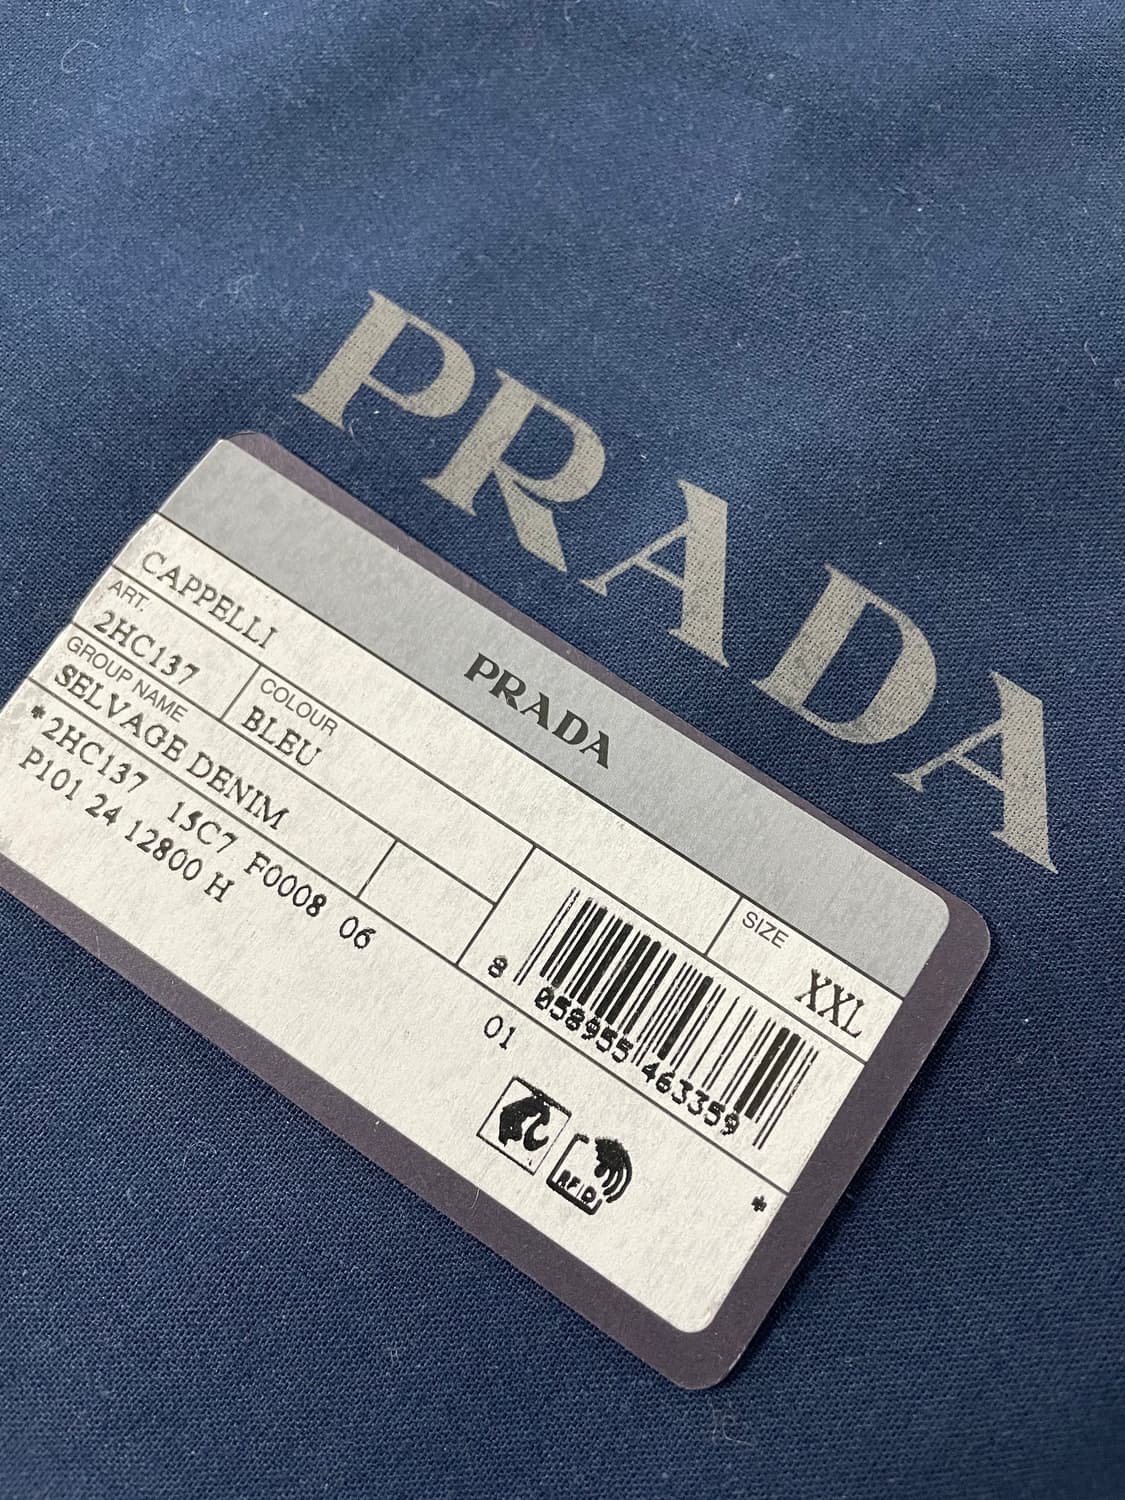 PRADA
PRADA
CAPPELLI
SIZE
XXL
ART.
2HC137
COLOUR
BLEU
GROUP NAME
SELVAGE DENIM
*2HC137 15C7 F0008 06
P101 24 12800 H
8 058955 463359
01
RFID
*